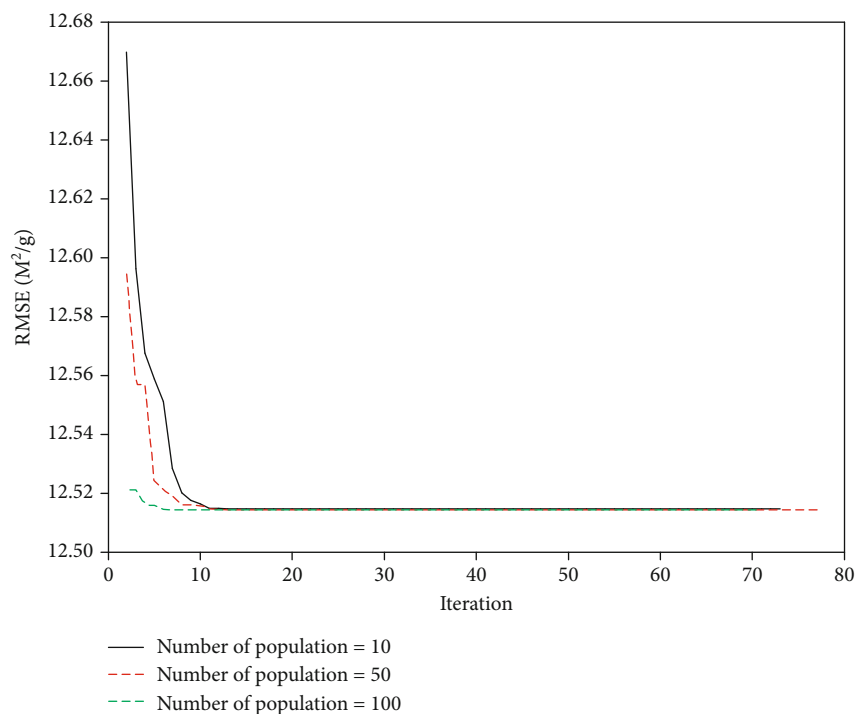 12.68
12.66
12.64
12.62
12.60
12.58
12.56
12.54
12.52
12.50
RMSE (M²/g)
0 10 20 30 40 50 60 70 80
Iteration
Number of population = 10
Number of population = 50
Number of population = 100